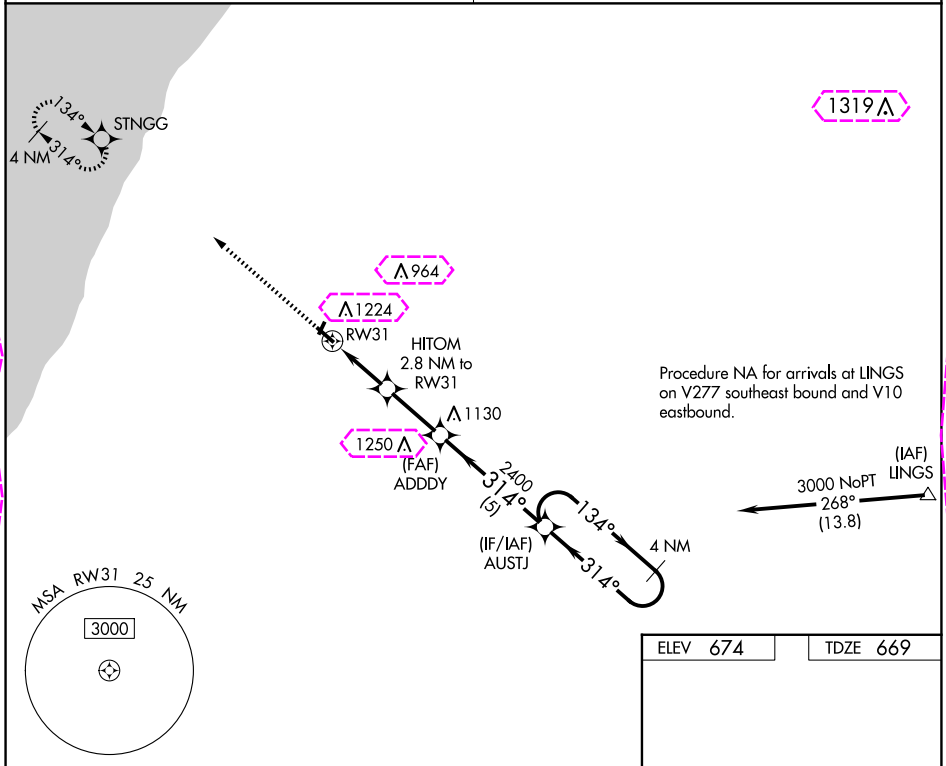 134°
STNGG
314°
4 NM
1319
964
1224
RW31
HITOM
2.8 NM to
RW31
Procedure NA for arrivals at LINGS
on V277 southeast bound and V10
eastbound.
1130
1250
(FAF)
ADDDY
(IAF)
LINGS
3000 NoPT
268°
(13.8)
2400
314°
(5)
134°
(IF/IAF)
AUSTJ
4 NM
314°
MSA RW31 25 NM
3000
ELEV 674
TDZE 669